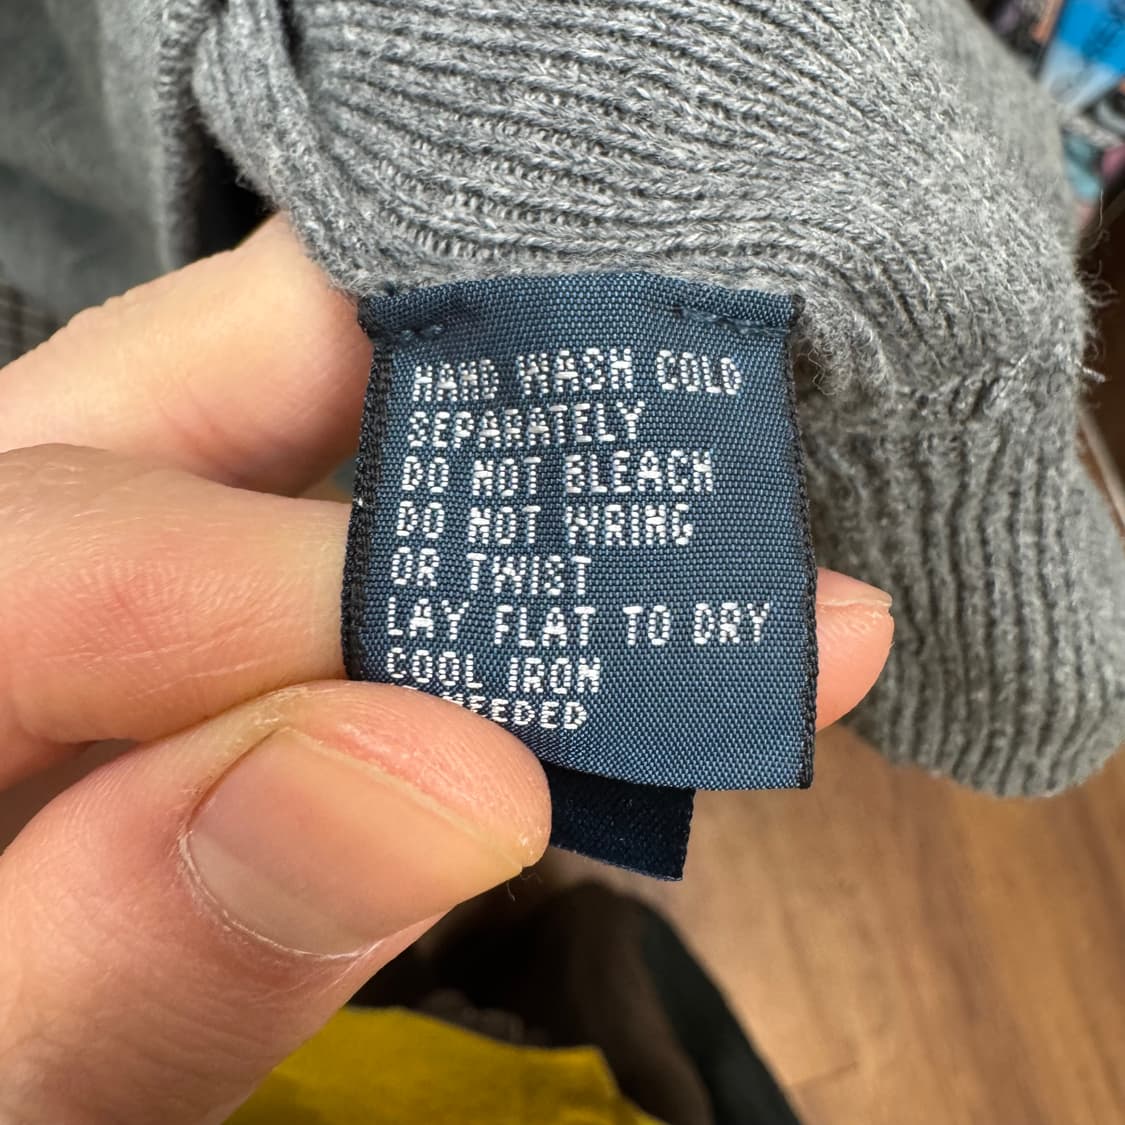 HAND WASH COLD
SEPARATELY
DO NOT BLEACH
DO NOT WRING
OR TWIST
LAY FLAT TO DRY
COOL IRON
NEEDED